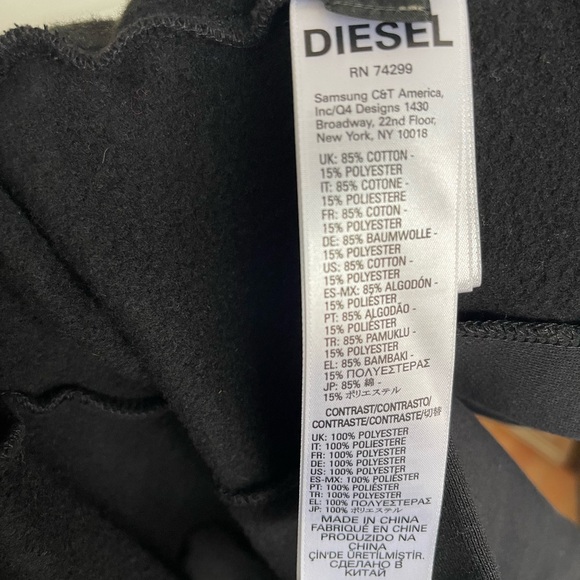 DIESEL
RN 74299
Samsung C&T America,
Inc/Q4 Designs 1430
Broadway, 22nd Floor,
New York, NY 10018
UK: 85% COTTON -
15% POLYESTER
IT: 85% COTONE -
15% POLIESTERE
FR: 85% COTON -
15% POLYESTER
DE: 85% BAUMWOLLE -
15% POLYESTER
US: 85% COTTON -
15% POLYESTER
ES-MX: 85% ALGODÓN -
15% POLIÉSTER
PT: 85% ALGODÃO -
15% POLIÉSTER
TR: 85% PAMUKLU -
15% POLYESTER
EL: 85% BAMBAKI -
15% ΠΟΛΥΕΣΤΕΡΑΣ
JP: 85% 綿 -
15% ポリエステル
CONTRAST/CONTRASTO/
CONTRASTE/CONTRASTE/切替
UK: 100% POLYESTER
IT: 100% POLIESTERE
FR: 100% POLYESTER
DE: 100% POLYESTER
US: 100% POLYESTER
ES-MX: 100% POLIÉSTER
PT: 100% POLIÉSTER
TR: 100% POLYESTER
EL: 100% ΠΟΛΥΕΣΤΕΡΑΣ
JP: 100% ポリエステル
MADE IN CHINA
FABRIQUÉ EN CHINE
PRODUZIDO NA
CHINA
ÇİN'DE ÜRETİLMİŞTİR.
СДЕЛАНО В
КИТАЙ